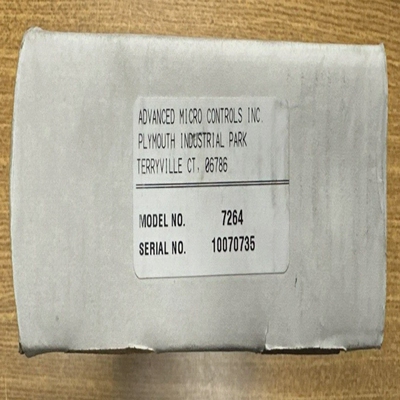 ADVANCED MICRO CONTROLS INC.
PLYMOUTH INDUSTRIAL PARK
TERRYVILLE CT. 06786
MODEL NO. 7264
SERIAL NO. 10070735